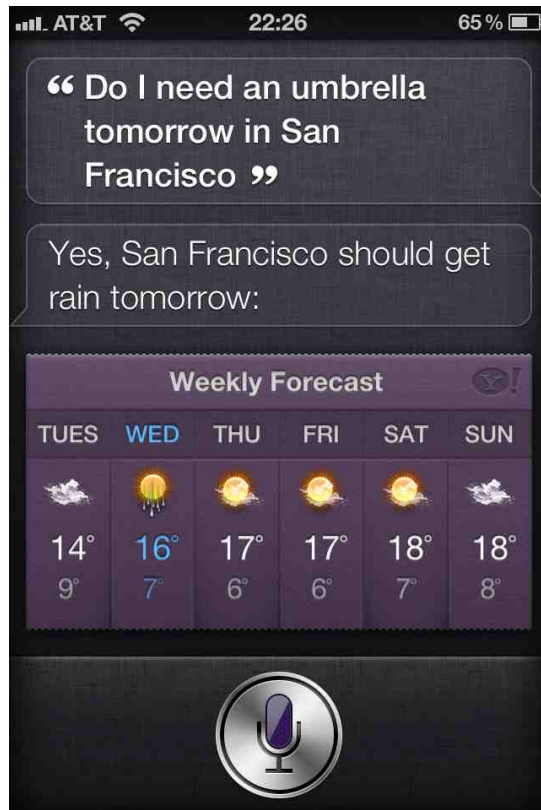 AT&T 22:26 65%
“ Do I need an umbrella
tomorrow in San
Francisco ”
Yes, San Francisco should get
rain tomorrow:
Weekly Forecast Y!
TUES WED THU FRI SAT SUN
14° 16° 17° 17° 18° 18°
9° 7° 6° 6° 7° 8°